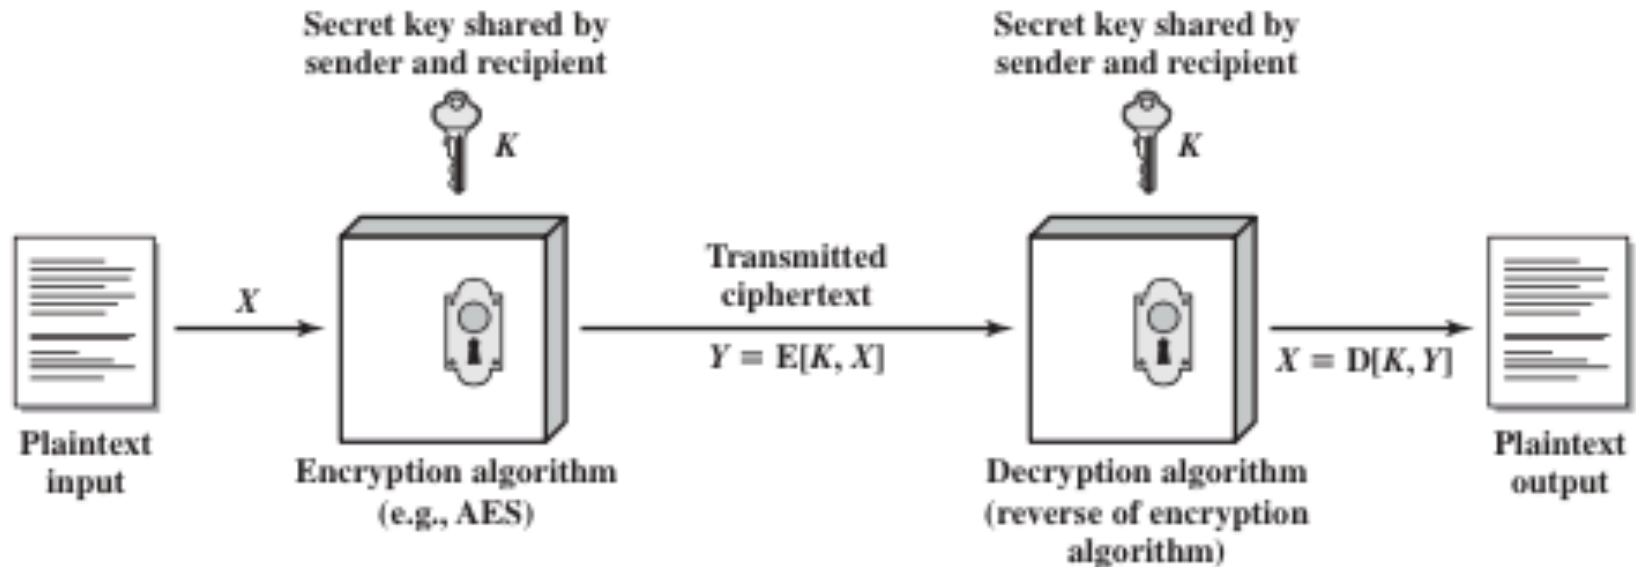 Secret key shared by
sender and recipient
K
Secret key shared by
sender and recipient
K
Plaintext
input
X
Encryption algorithm
(e.g., AES)
Transmitted
ciphertext
Y = E[K, X]
Decryption algorithm
(reverse of encryption
algorithm)
X = D[K, Y]
Plaintext
output